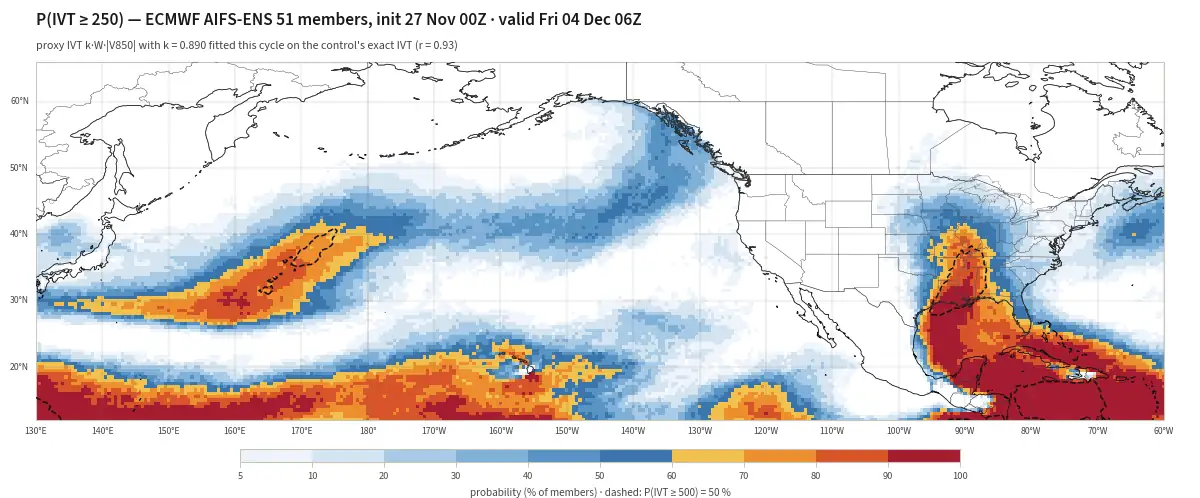 P(IVT ≥ 250) — ECMWF AIFS-ENS 51 members, init 27 Nov 00Z · valid Fri 04 Dec 06Z
proxy IVT k·W·|V850| with k = 0.890 fitted this cycle on the control's exact IVT (r = 0.93)
60°N
50°N
40°N
30°N
20°N
130°E 140°E 150°E 160°E 170°E 180° 170°W 160°W 150°W 140°W 130°W 120°W 110°W 100°W 90°W 80°W 70°W 60°W
5 10 20 30 40 50 60 70 80 90 100
probability (% of members) · dashed: P(IVT ≥ 500) = 50 %